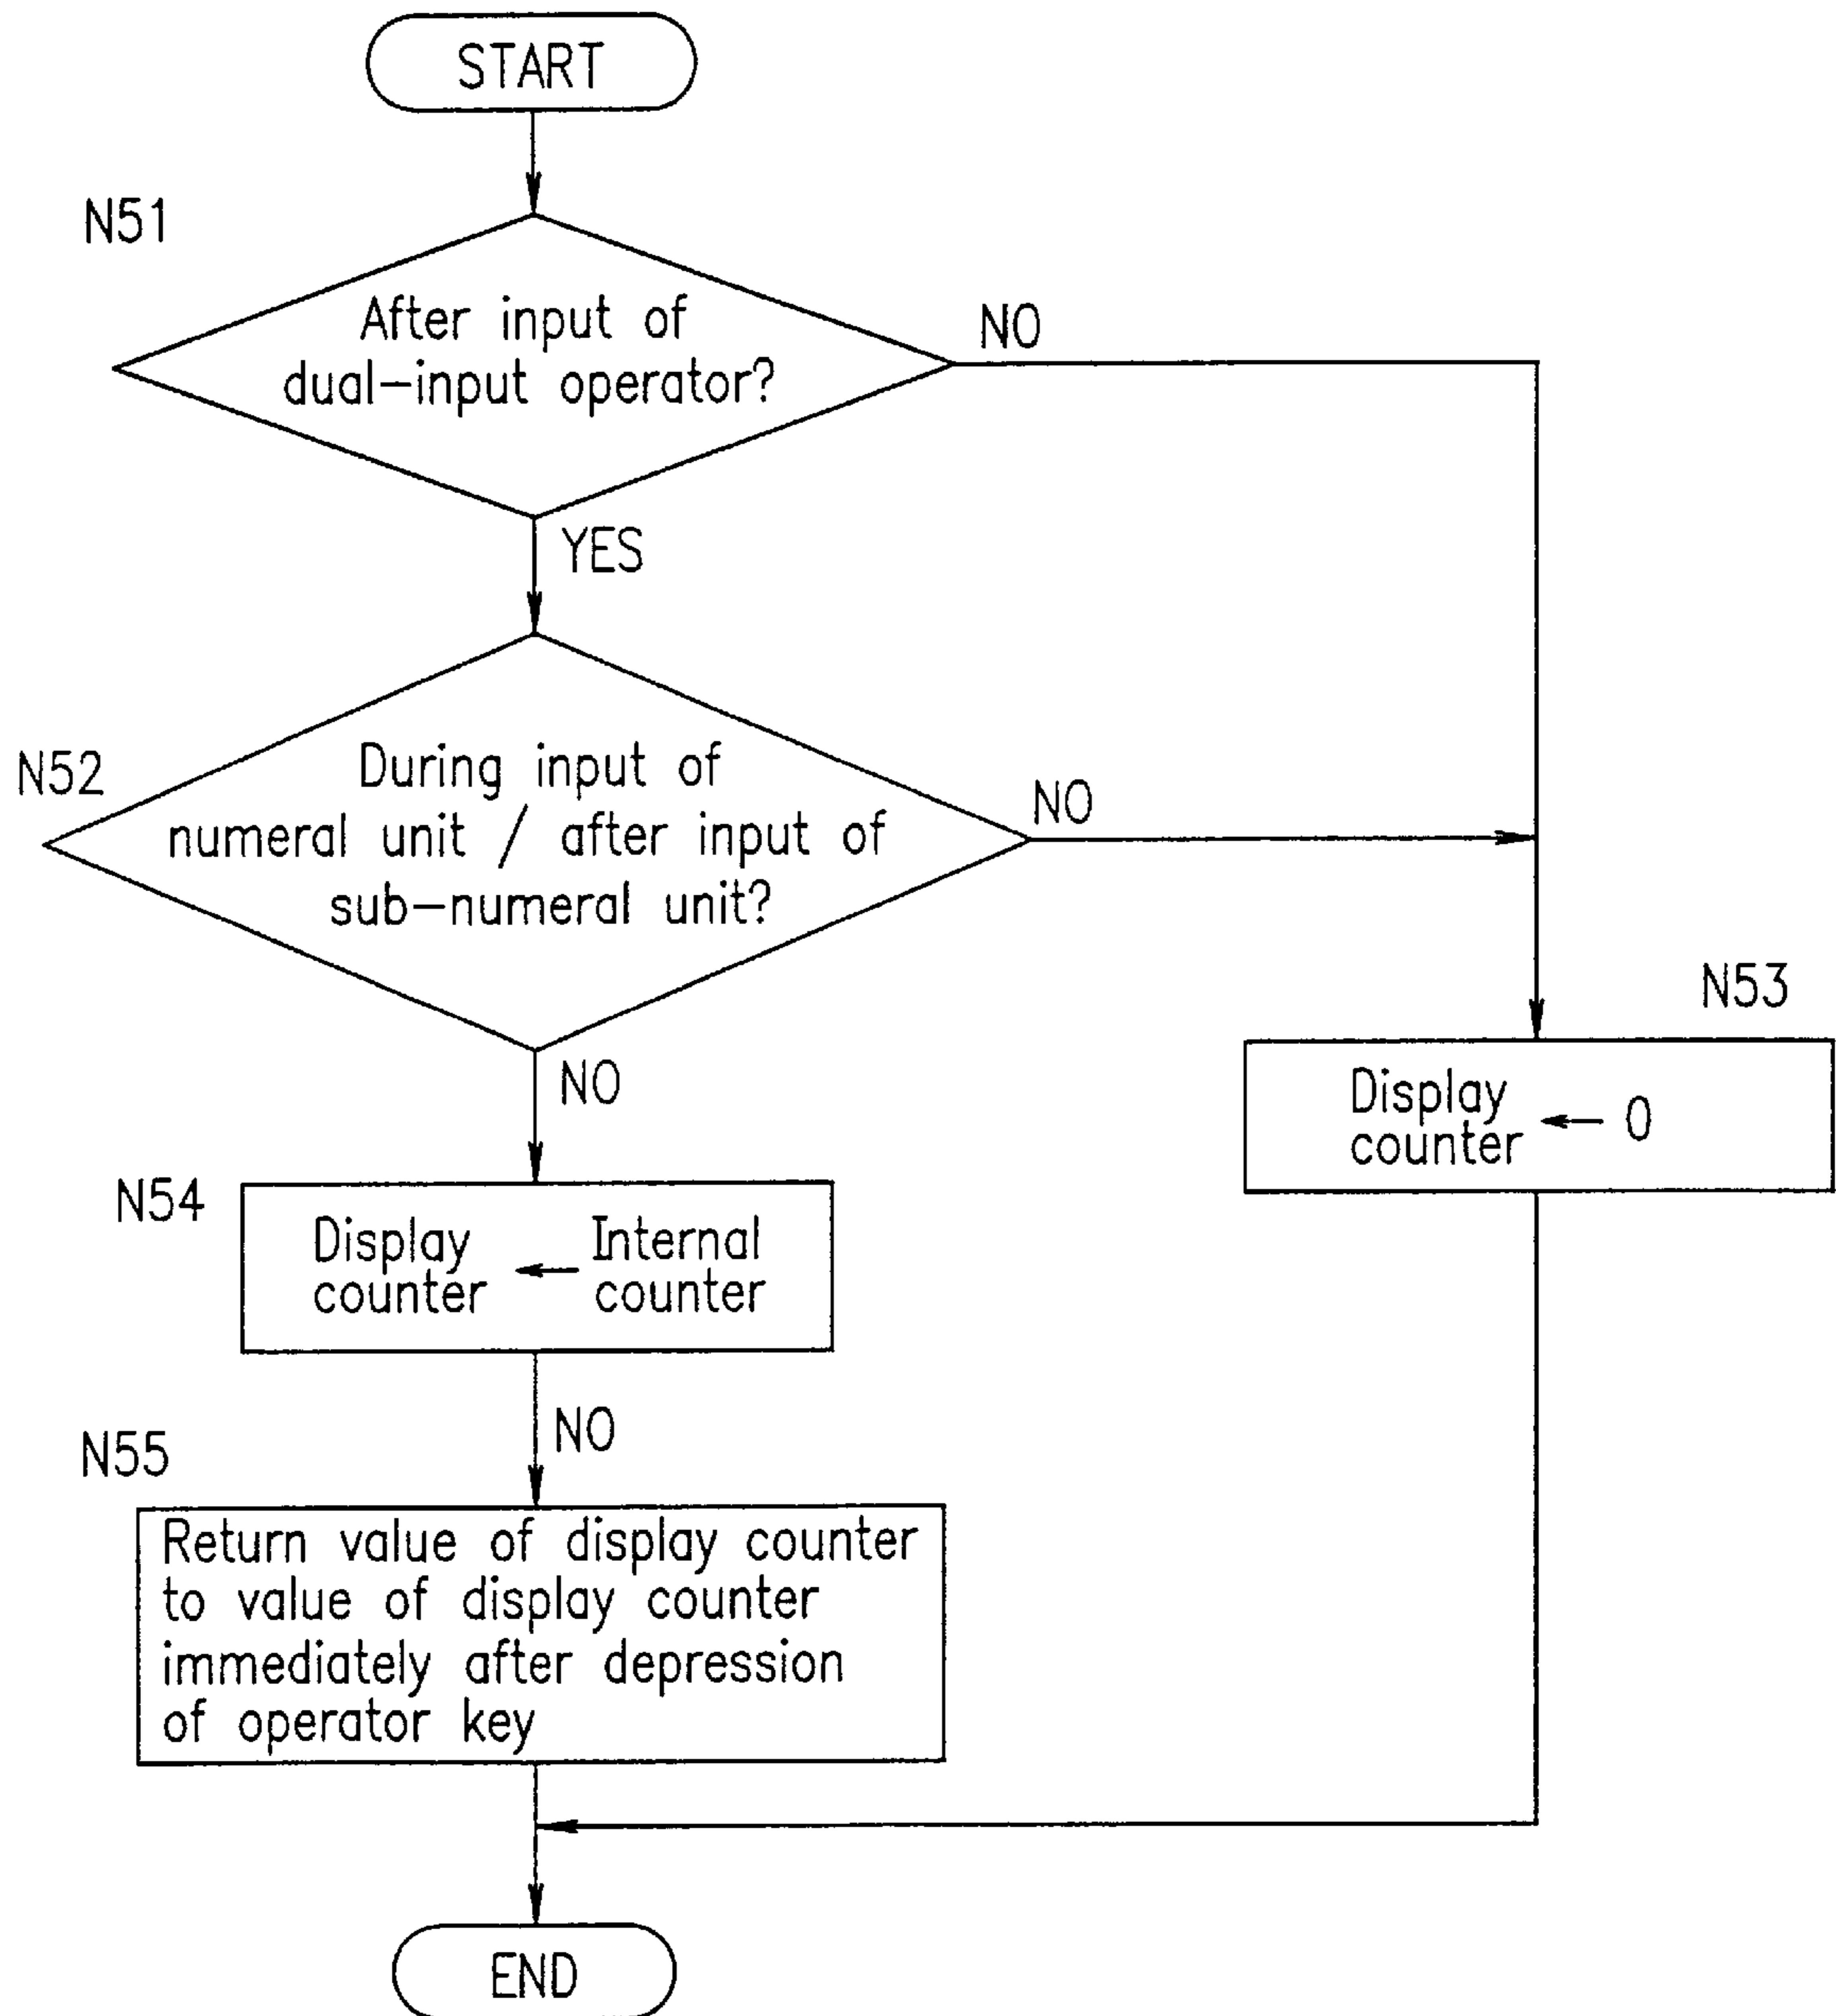 START
N51
After input of
dual-input operator?
NO
YES
N52
During input of
numeral unit / after input of
sub-numeral unit?
NO
NO
N53
Display
counter ← 0
N54
Display
counter ← Internal
counter
NO
N55
Return value of display counter
to value of display counter
immediately after depression
of operator key
END